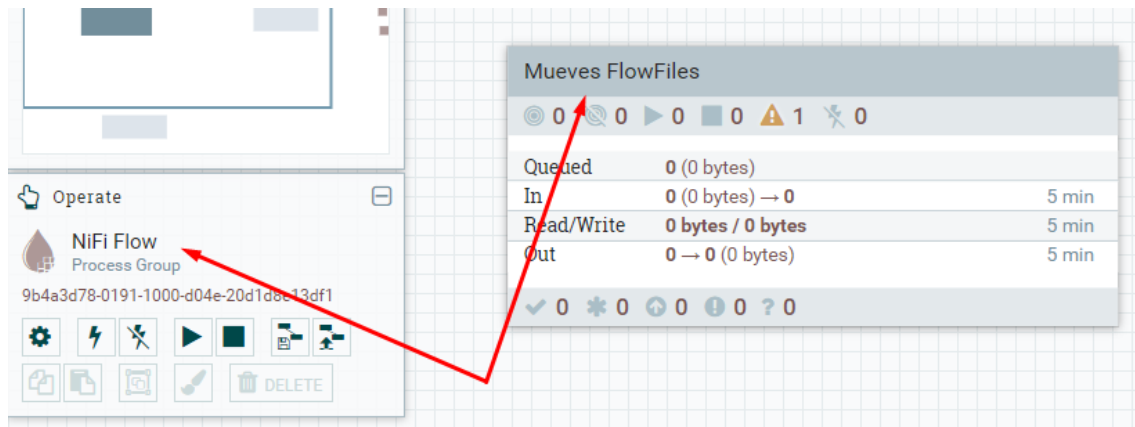 Mueves FlowFiles
0 0 0 0 1 0
Queued 0 (0 bytes)
In 0 (0 bytes) → 0 5 min
Read/Write 0 bytes / 0 bytes 5 min
Out 0 → 0 (0 bytes) 5 min
0 0 0 0 ? 0
Operate
NiFi Flow
Process Group
9b4a3d78-0191-1000-d04e-20d1d8e13df1
DELETE